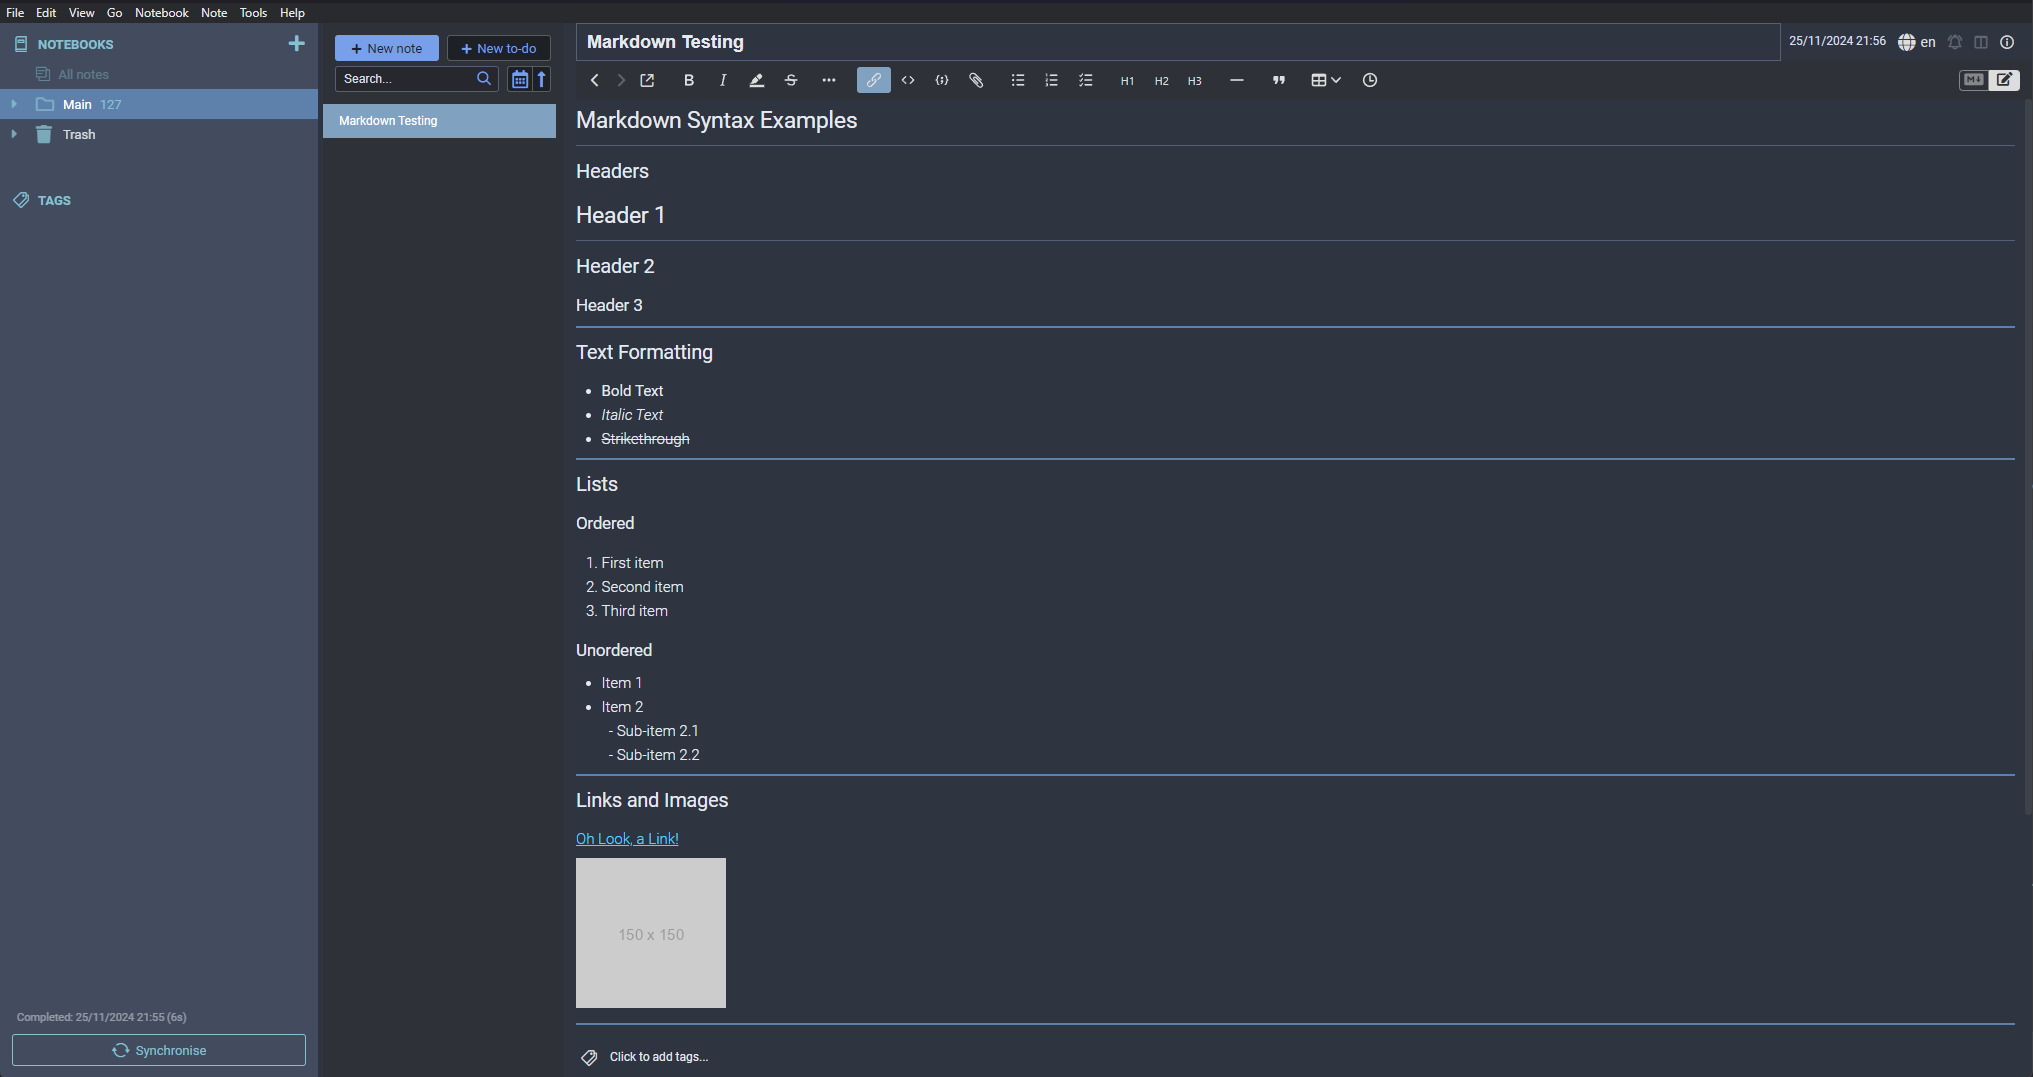 File Edit View Go Notebook Note Tools Help
NOTEBOOKS
All notes
Main 127
Trash
TAGS
Completed: 25/11/2024 21:55 (6s)
Synchronise
+ New note
+ New to-do
Search...
Markdown Testing
Markdown Testing
25/11/2024 21:56
en
B I S H1 H2 H3
M
Markdown Syntax Examples
Headers
Header 1
Header 2
Header 3
Text Formatting
• Bold Text
• Italic Text
• Strikethrough
Lists
Ordered
1. First item
2. Second item
3. Third item
Unordered
• Item 1
• Item 2
- Sub-item 2.1
- Sub-item 2.2
Links and Images
Oh Look, a Link!
150 x 150
Click to add tags...